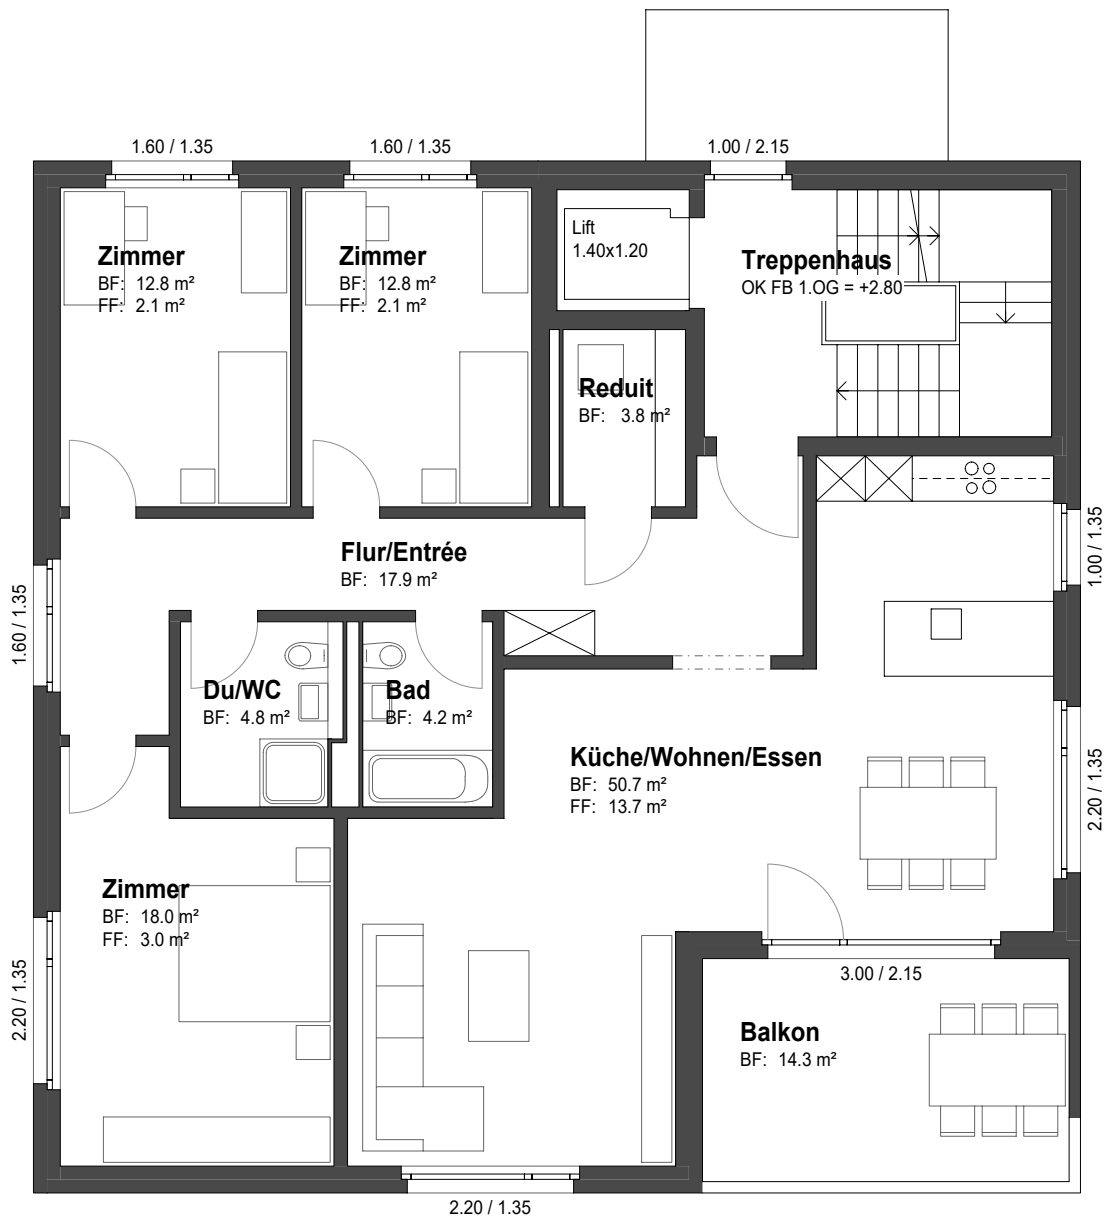 1.60 / 1.35
1.60 / 1.35
1.00 / 2.15
Zimmer
BF: 12.8 m²
FF: 2.1 m²
Zimmer
BF: 12.8 m²
FF: 2.1 m²
Lift
1.40x1.20
Treppenhaus
OK FB 1.OG = +2.80
Reduit
BF: 3.8 m²
Flur/Entrée
BF: 17.9 m²
1.00 / 1.35
1.60 / 1.35
Du/WC
BF: 4.8 m²
Bad
BF: 4.2 m²
Küche/Wohnen/Essen
BF: 50.7 m²
FF: 13.7 m²
2.20 / 1.35
Zimmer
BF: 18.0 m²
FF: 3.0 m²
2.20 / 1.35
3.00 / 2.15
Balkon
BF: 14.3 m²
2.20 / 1.35